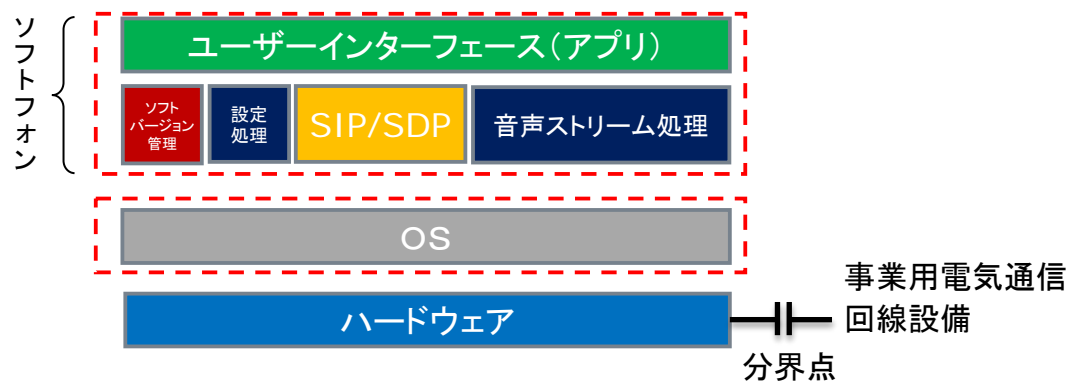 ソフトフォン
ユーザーインターフェース（アプリ）
ソフト
バージョン
管理
設定
処理
SIP/SDP
音声ストリーム処理
OS
ハードウェア
事業用電気通信
回線設備
分界点